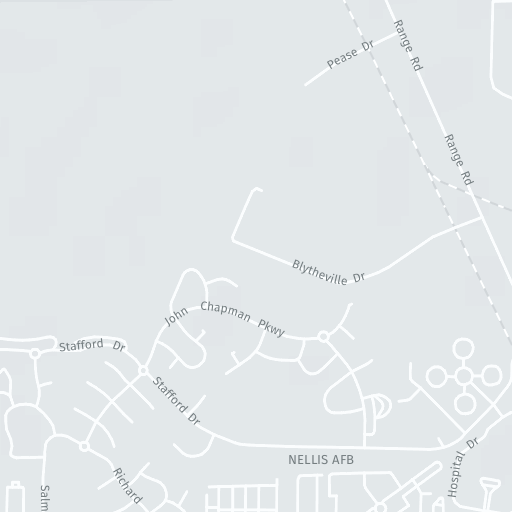 Pease Dr
Range Rd
Range Rd
Blytheville Dr
John Chapman Pkwy
Stafford Dr
Stafford Dr
NELLIS AFB
Hospital Dr
Richard
Salm